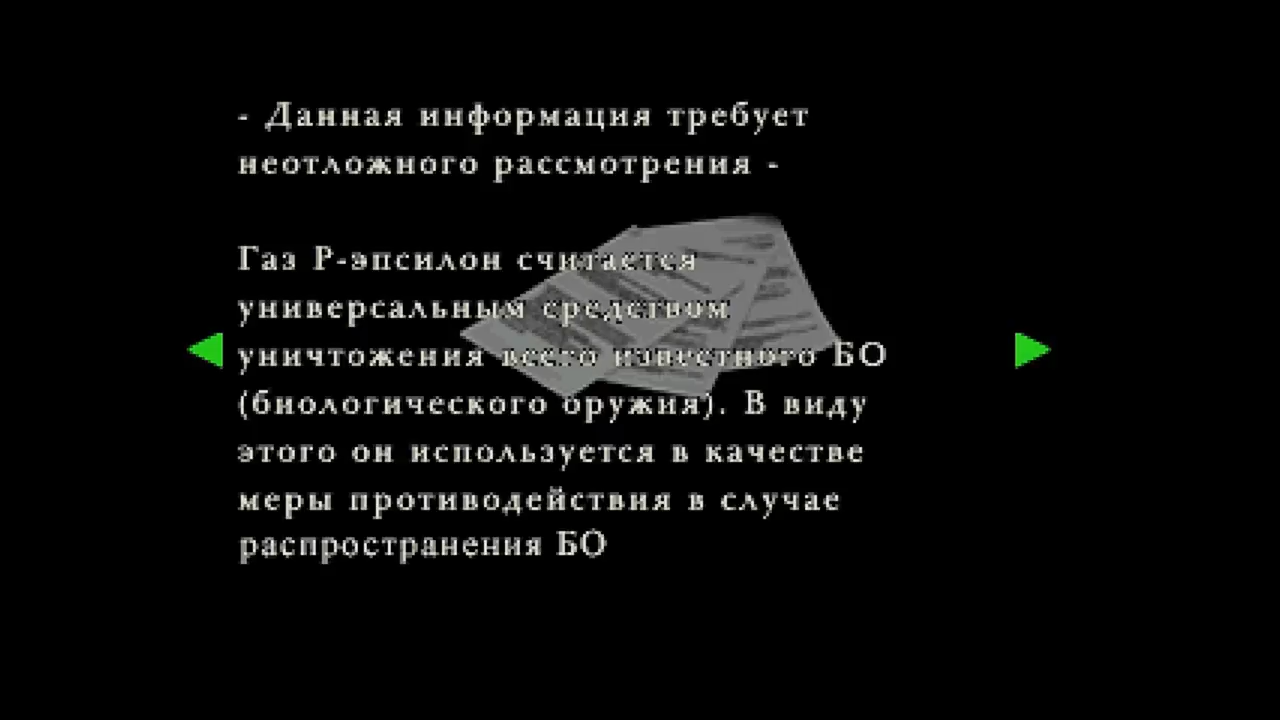 - Данная информация требует
неотложного рассмотрения -
Газ Р-эпсилон считается
универсальным средством
уничтожения всего известного БО
(биологического оружия). В виду
этого он используется в качестве
меры противодействия в случае
распространения БО